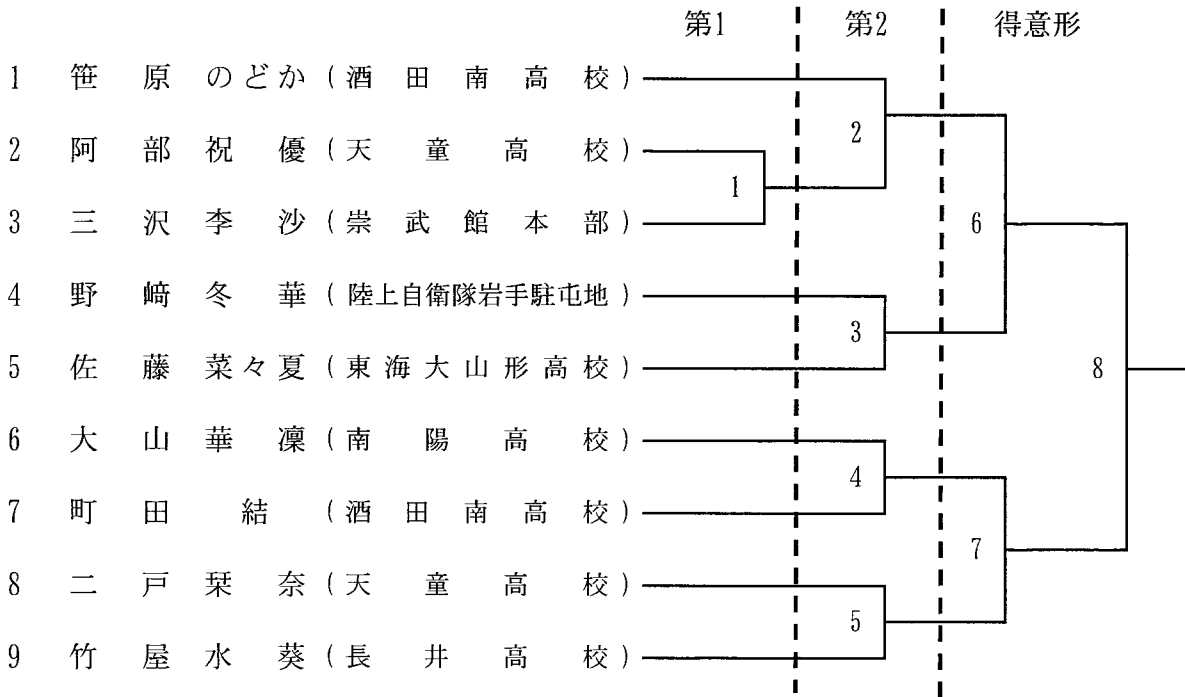 第1 第2 得意形
1 笹原のどか (酒田南高校)
2 阿部祝優 (天童高校)
3 三沢李沙 (崇武館本部)
4 野﨑冬華 (陸上自衛隊岩手駐屯地)
5 佐藤菜々夏 (東海大山形高校)
6 大山華凜 (南陽高校)
7 町田結 (酒田南高校)
8 二戸栞奈 (天童高校)
9 竹屋水葵 (長井高校)
2
1
6
3
8
4
7
5